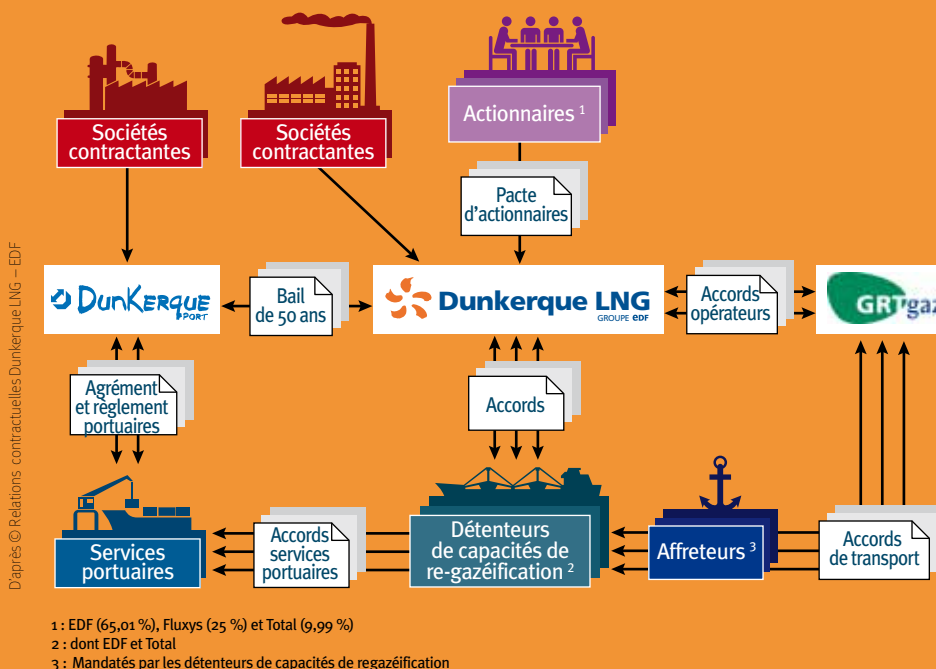 Sociétés
contractantes
Sociétés
contractantes
Actionnaires ¹
Pacte
d'actionnaires
DUNKERQUE
PORT
Bail
de 50 ans
Dunkerque LNG
GROUPE EDF
Accords
opérateurs
GRTgaz
Agrément
et règlement
portuaires
Accords
Services
portuaires
Accords
services
portuaires
Détenteurs
de capacités de
re-gazéification ²
Affreteurs ³
Accords
de transport
D'après © Relations contractuelles Dunkerque LNG – EDF
1 : EDF (65,01 %), Fluxys (25 %) et Total (9,99 %)
2 : dont EDF et Total
3 : Mandatés par les détenteurs de capacités de regazéification